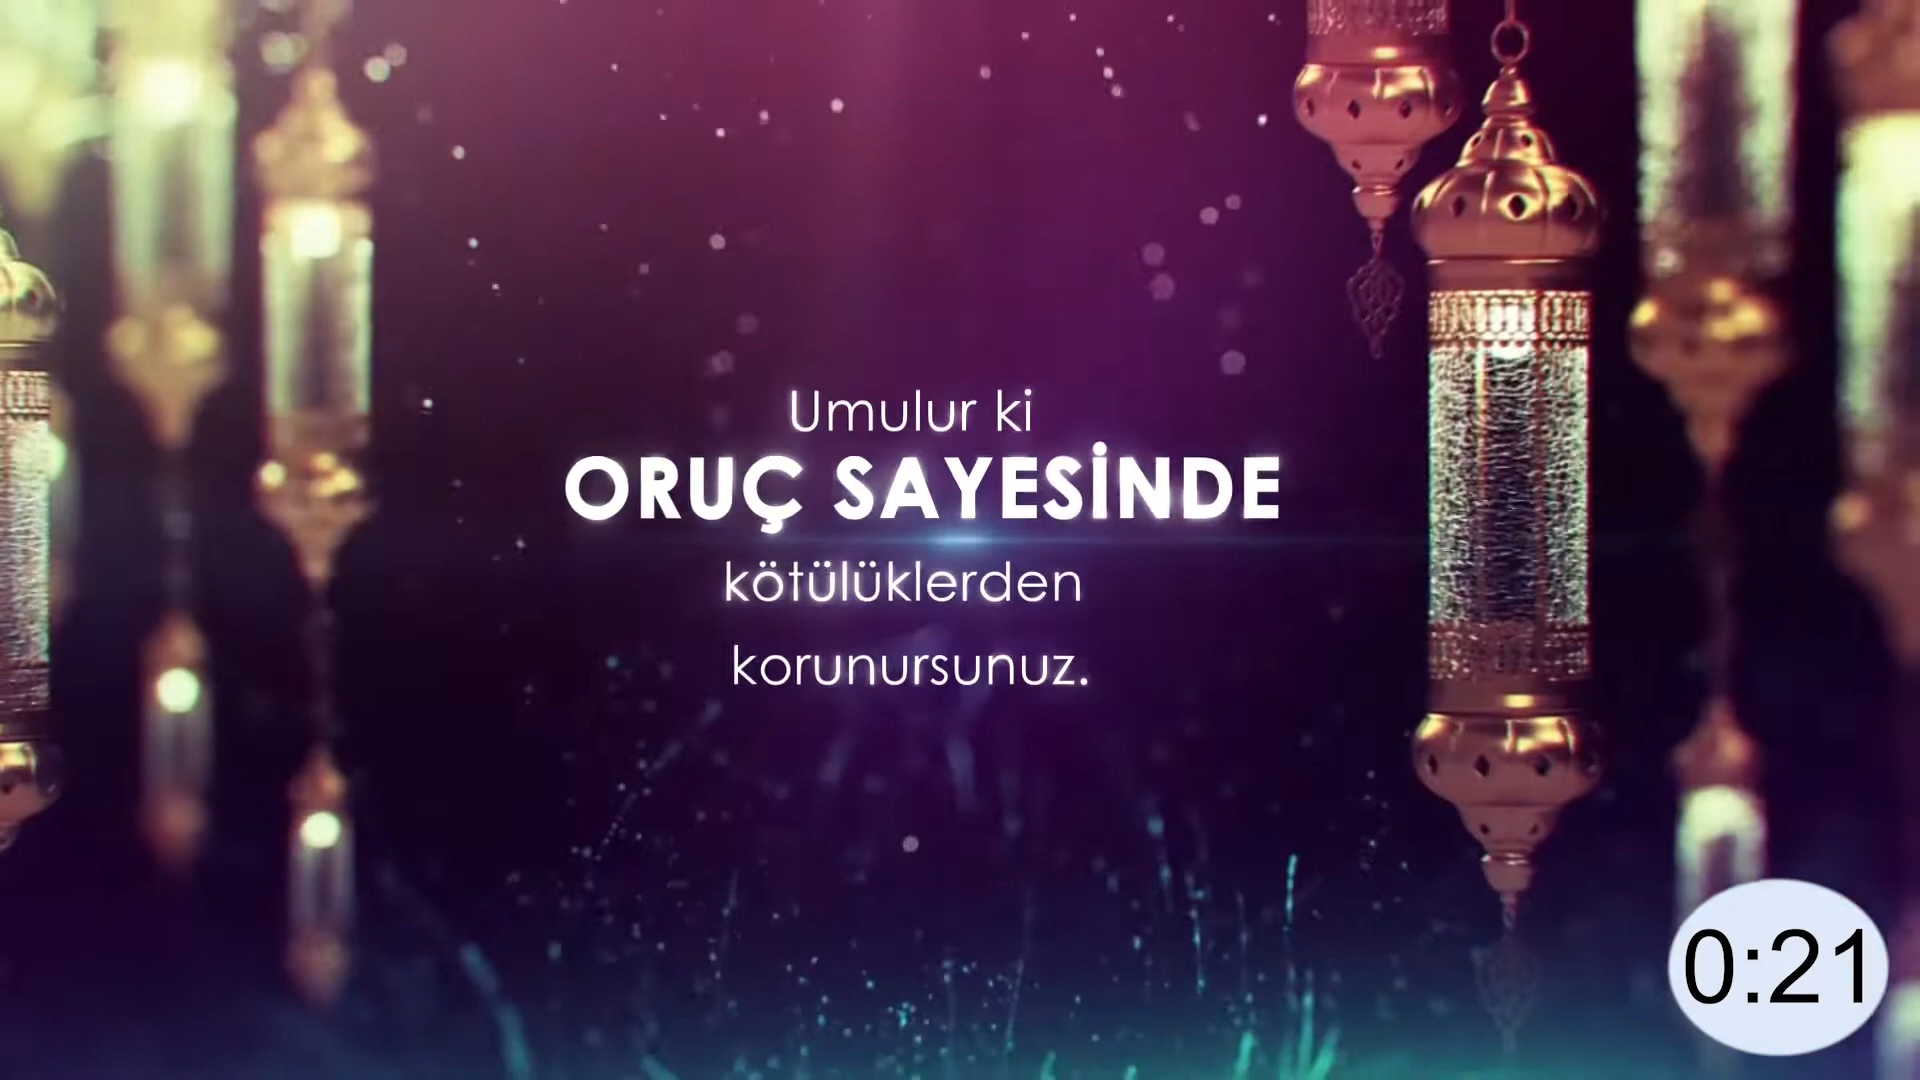 Umulur ki
ORUÇ SAYESİNDE
kötülüklerden
korunursunuz.
0:21